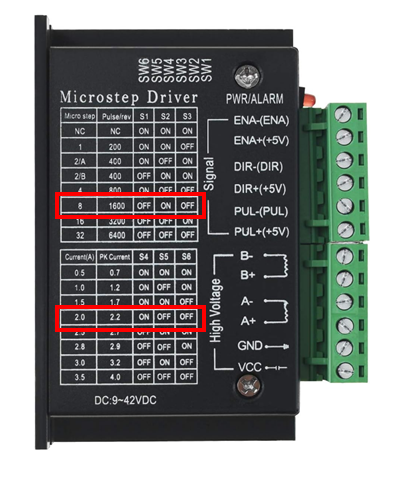 SW6
SW5
SW4
SW3
SW2
SW1
Microstep Driver
Micro step Pulse/rev S1 S2 S3
NC NC ON ON ON
1 200 ON ON OFF
2/A 400 ON OFF ON
2/B 400 OFF ON ON
4 800 ON OFF OFF
8 1600 OFF ON OFF
16 3200 OFF OFF ON
32 6400 OFF OFF OFF
Current(A) PK Current S4 S5 S6
0.5 0.7 ON ON ON
1.0 1.2 ON OFF ON
1.5 1.7 ON ON OFF
2.0 2.2 ON OFF OFF
2.5 2.7 OFF ON ON
2.8 2.9 OFF OFF ON
3.0 3.2 OFF ON OFF
3.5 4.0 OFF OFF OFF
DC:9~42VDC
PWR/ALARM
Signal
ENA-(ENA)
ENA+(+5V)
DIR-(DIR)
DIR+(+5V)
PUL-(PUL)
PUL+(+5V)
High Voltage
B-
B+
A-
A+
GND
VCC